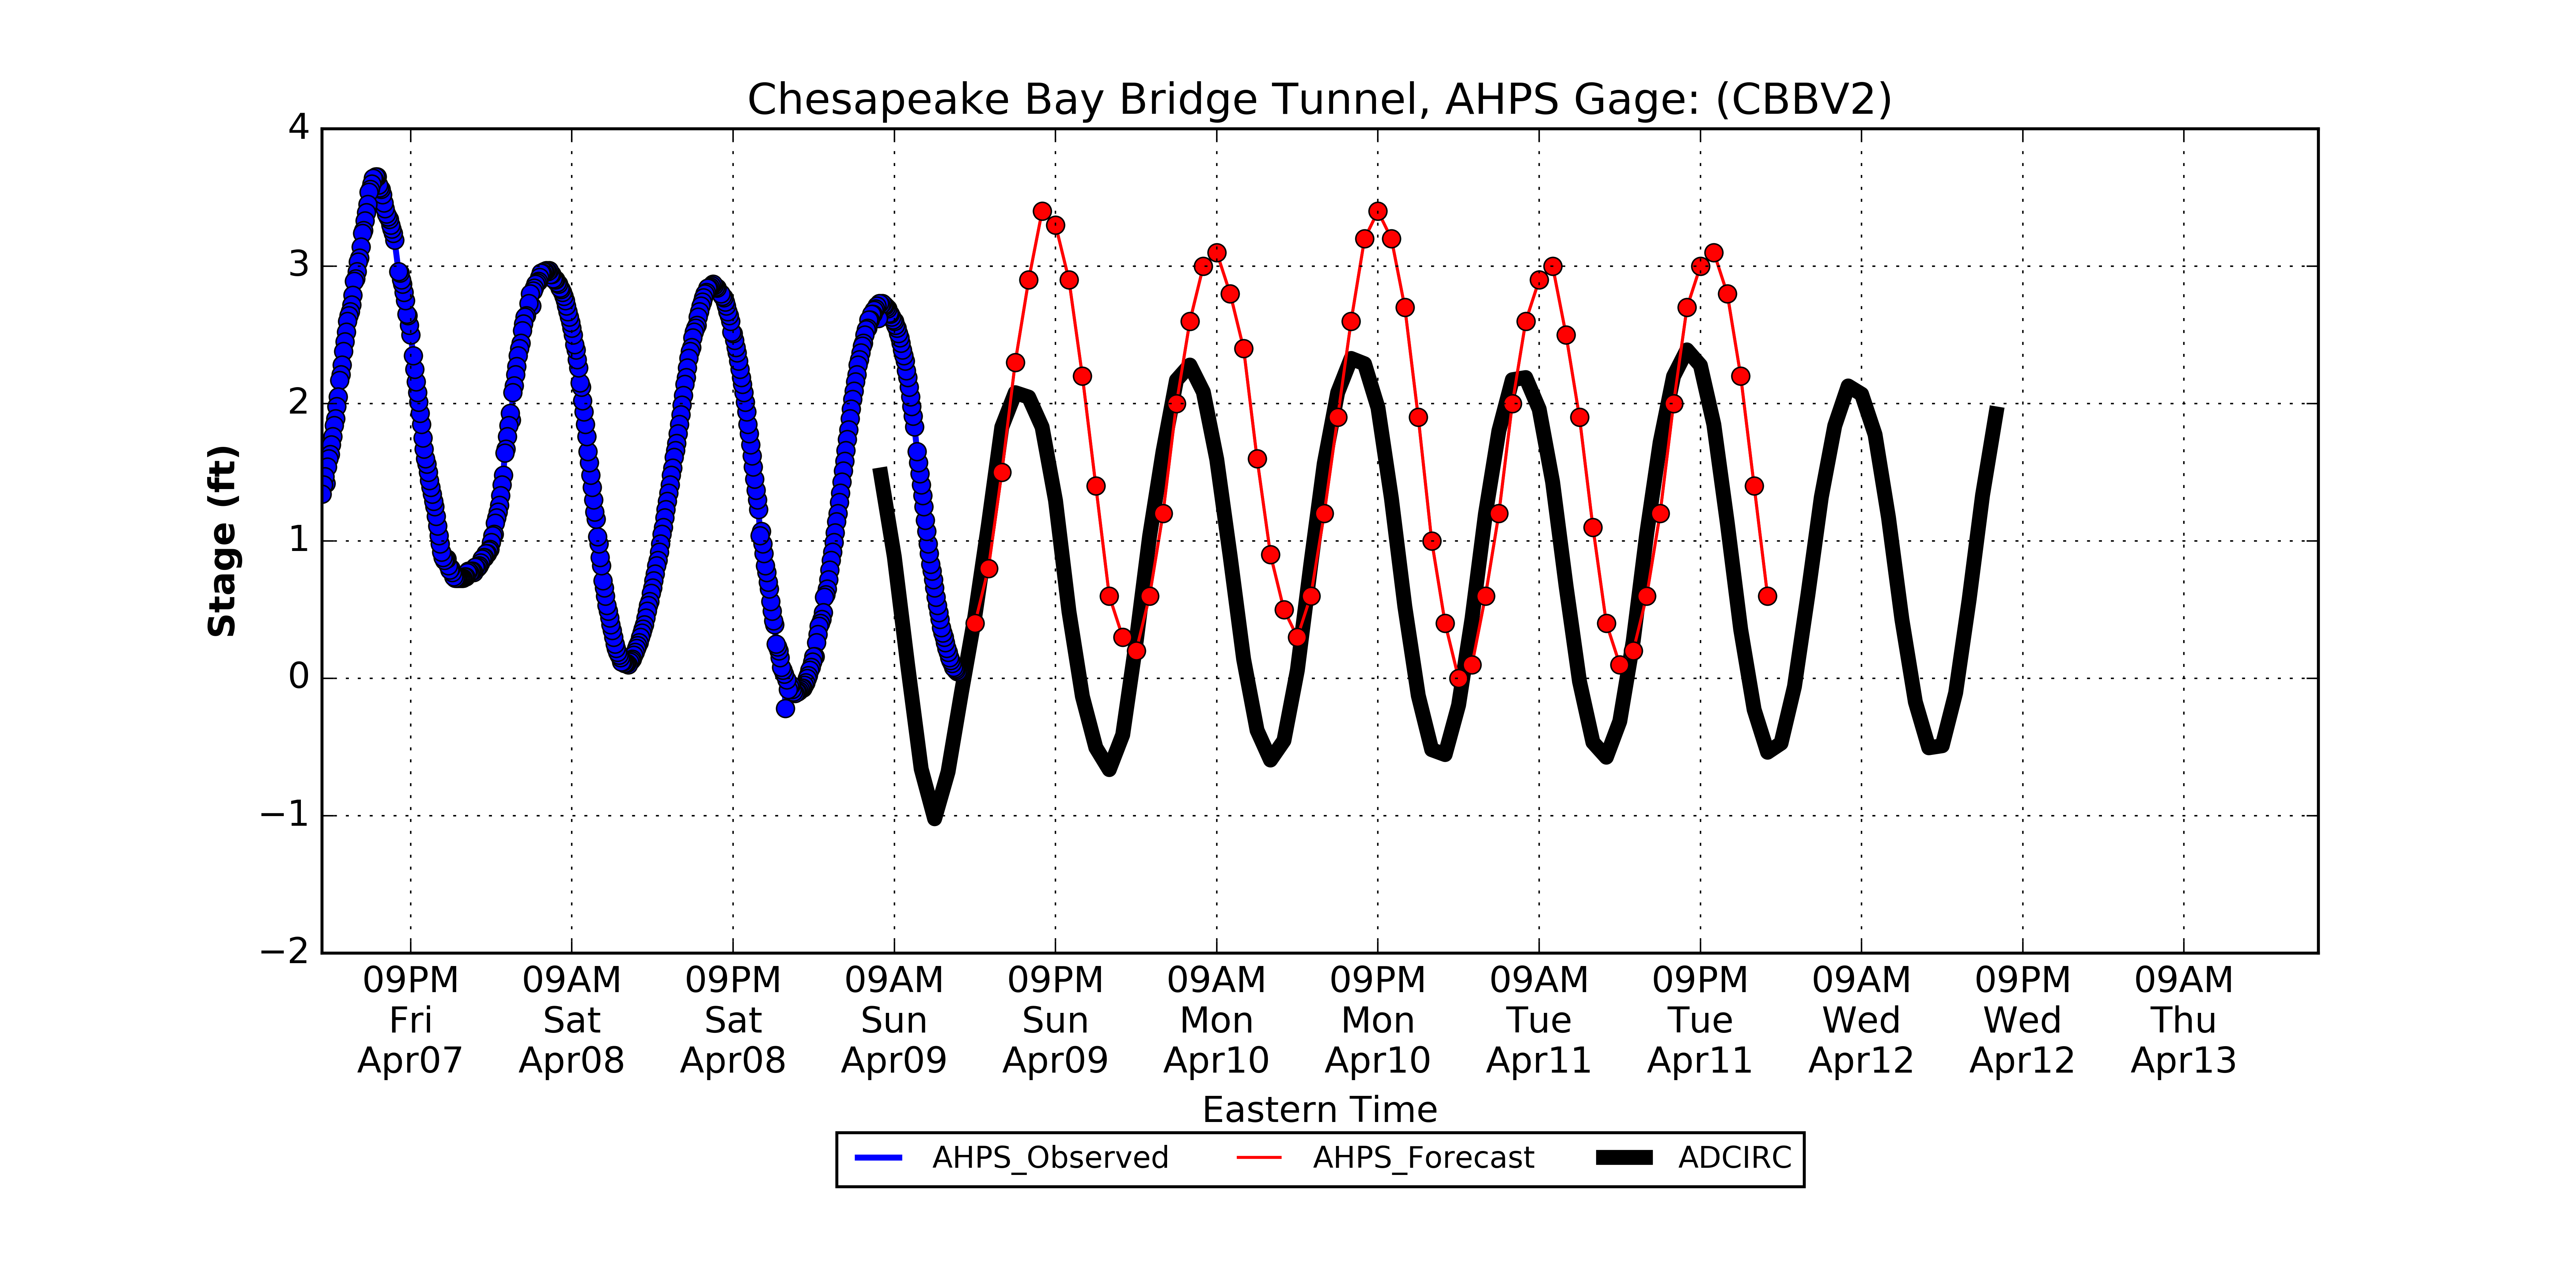 Chesapeake Bay Bridge Tunnel, AHPS Gage: (CBBV2)
4
3
2
1
0
−1
−2
Stage (ft)
09PM 09AM 09PM 09AM 09PM 09AM 09PM 09AM 09PM 09AM 09PM 09AM
Fri Sat Sat Sun Sun Mon Mon Tue Tue Wed Wed Thu
Apr07 Apr08 Apr08 Apr09 Apr09 Apr10 Apr10 Apr11 Apr11 Apr12 Apr12 Apr13
Eastern Time
AHPS_Observed AHPS_Forecast ADCIRC